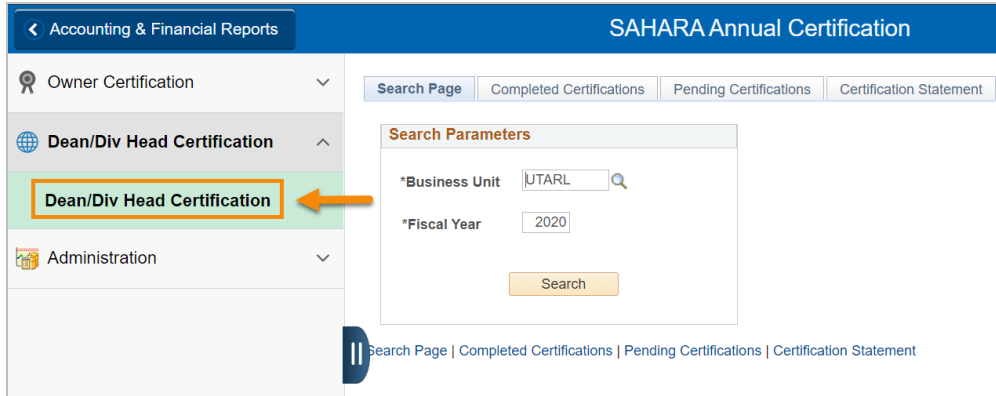 Accounting & Financial Reports
SAHARA Annual Certification
Owner Certification
Dean/Div Head Certification
Dean/Div Head Certification
Administration
Search Page Completed Certifications Pending Certifications Certification Statement
Search Parameters
*Business Unit UTARL
*Fiscal Year 2020
Search
Search Page | Completed Certifications | Pending Certifications | Certification Statement